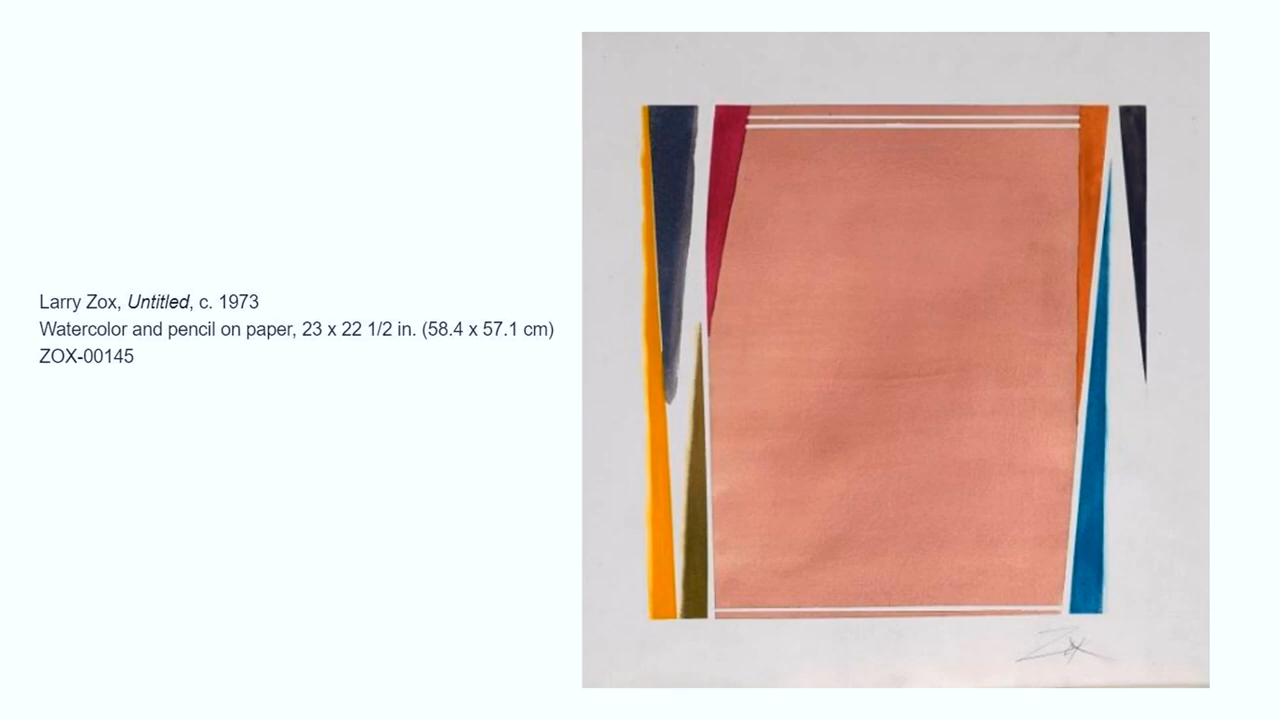 Larry Zox, Untitled, c. 1973
Watercolor and pencil on paper, 23 x 22 1/2 in. (58.4 x 57.1 cm)
ZOX-00145
Zox